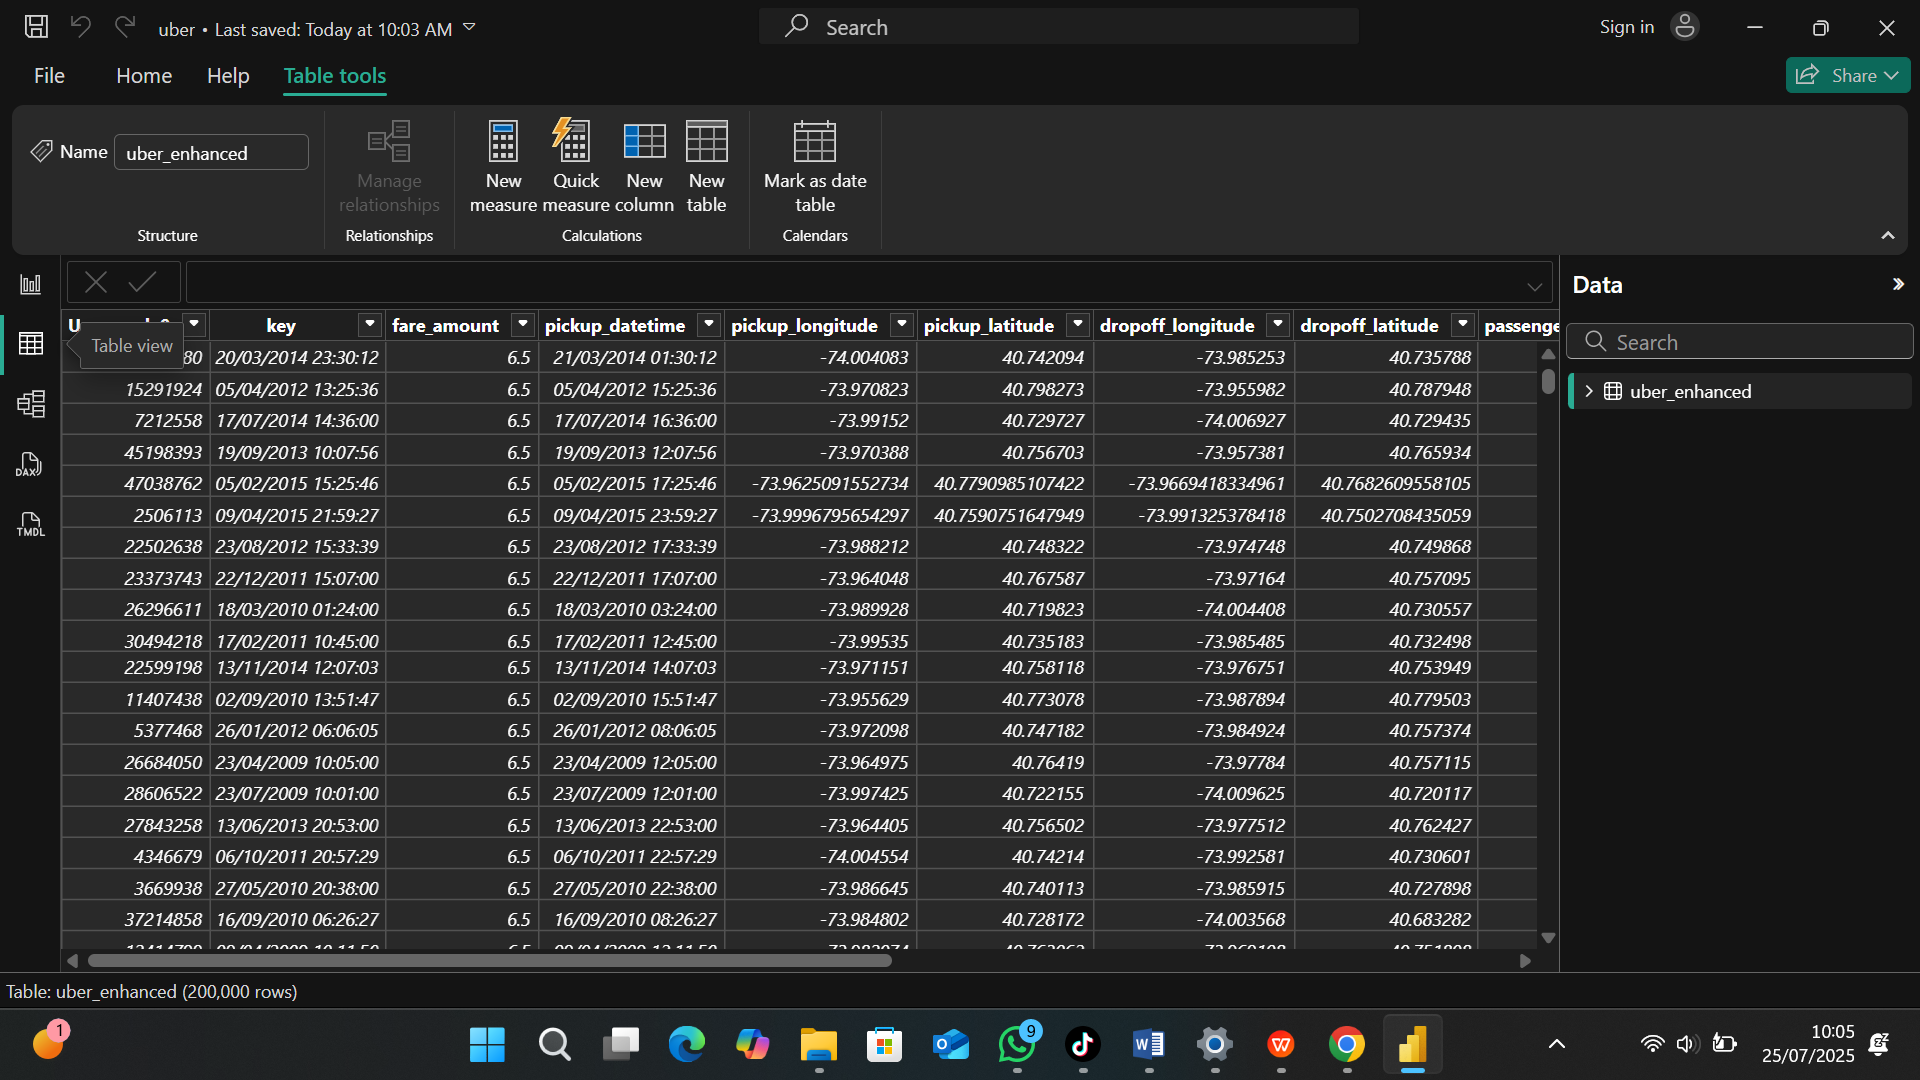 uber • Last saved: Today at 10:03 AM
Search
Sign in
File Home Help Table tools
Share
Name uber_enhanced
Manage relationships
New measure
Quick measure
New column
New table
Mark as date table
Structure
Relationships
Calculations
Calendars
Data
Search
uber_enhanced
DAX
TMDL
Table view
key fare_amount pickup_datetime pickup_longitude pickup_latitude dropoff_longitude dropoff_latitude passenge
80 20/03/2014 23:30:12 6.5 21/03/2014 01:30:12 -74.004083 40.742094 -73.985253 40.735788
15291924 05/04/2012 13:25:36 6.5 05/04/2012 15:25:36 -73.970823 40.798273 -73.955982 40.787948
7212558 17/07/2014 14:36:00 6.5 17/07/2014 16:36:00 -73.99152 40.729727 -74.006927 40.729435
45198393 19/09/2013 10:07:56 6.5 19/09/2013 12:07:56 -73.970388 40.756703 -73.957381 40.765934
47038762 05/02/2015 15:25:46 6.5 05/02/2015 17:25:46 -73.9625091552734 40.7790985107422 -73.9669418334961 40.7682609558105
2506113 09/04/2015 21:59:27 6.5 09/04/2015 23:59:27 -73.9996795654297 40.7590751647949 -73.991325378418 40.7502708435059
22502638 23/08/2012 15:33:39 6.5 23/08/2012 17:33:39 -73.988212 40.748322 -73.974748 40.749868
23373743 22/12/2011 15:07:00 6.5 22/12/2011 17:07:00 -73.964048 40.767587 -73.97164 40.757095
26296611 18/03/2010 01:24:00 6.5 18/03/2010 03:24:00 -73.989928 40.719823 -74.004408 40.730557
30494218 17/02/2011 10:45:00 6.5 17/02/2011 12:45:00 -73.99535 40.735183 -73.985485 40.732498
22599198 13/11/2014 12:07:03 6.5 13/11/2014 14:07:03 -73.971151 40.758118 -73.976751 40.753949
11407438 02/09/2010 13:51:47 6.5 02/09/2010 15:51:47 -73.955629 40.773078 -73.987894 40.779503
5377468 26/01/2012 06:06:05 6.5 26/01/2012 08:06:05 -73.972098 40.747182 -73.984924 40.757374
26684050 23/04/2009 10:05:00 6.5 23/04/2009 12:05:00 -73.964975 40.76419 -73.97784 40.757115
28606522 23/07/2009 10:01:00 6.5 23/07/2009 12:01:00 -73.997425 40.722155 -74.009625 40.720117
27843258 13/06/2013 20:53:00 6.5 13/06/2013 22:53:00 -73.964405 40.756502 -73.977512 40.762427
4346679 06/10/2011 20:57:29 6.5 06/10/2011 22:57:29 -74.004554 40.74214 -73.992581 40.730601
3669938 27/05/2010 20:38:00 6.5 27/05/2010 22:38:00 -73.986645 40.740113 -73.985915 40.727898
37214858 16/09/2010 06:26:27 6.5 16/09/2010 08:26:27 -73.984802 40.728172 -74.003568 40.683282
Table: uber_enhanced (200,000 rows)
1
9
10:05
25/07/2025